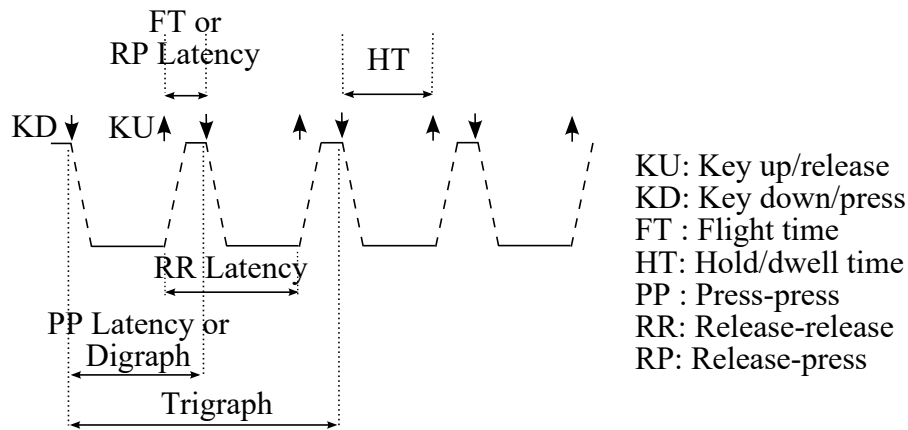 FT or
RP Latency
HT
KD
KU
RR Latency
PP Latency or
Digraph
Trigraph
KU: Key up/release
KD: Key down/press
FT : Flight time
HT: Hold/dwell time
PP : Press-press
RR: Release-release
RP: Release-press